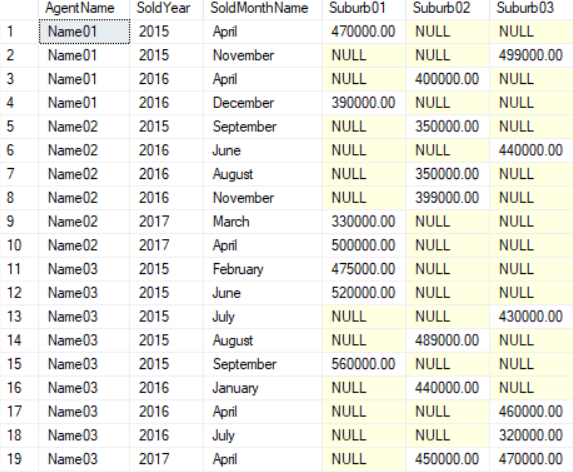 AgentName SoldYear SoldMonthName Suburb01 Suburb02 Suburb03
1 Name01 2015 April 470000.00 NULL NULL
2 Name01 2015 November NULL NULL 499000.00
3 Name01 2016 April NULL 400000.00 NULL
4 Name01 2016 December 390000.00 NULL NULL
5 Name02 2015 September NULL 350000.00 NULL
6 Name02 2016 June NULL NULL 440000.00
7 Name02 2016 August NULL 350000.00 NULL
8 Name02 2016 November NULL 399000.00 NULL
9 Name02 2017 March 330000.00 NULL NULL
10 Name02 2017 April 500000.00 NULL NULL
11 Name03 2015 February 475000.00 NULL NULL
12 Name03 2015 June 520000.00 NULL NULL
13 Name03 2015 July NULL NULL 430000.00
14 Name03 2015 August NULL 489000.00 NULL
15 Name03 2015 September 560000.00 NULL NULL
16 Name03 2016 January NULL 440000.00 NULL
17 Name03 2016 April NULL NULL 460000.00
18 Name03 2016 July NULL NULL 320000.00
19 Name03 2017 April NULL 450000.00 470000.00